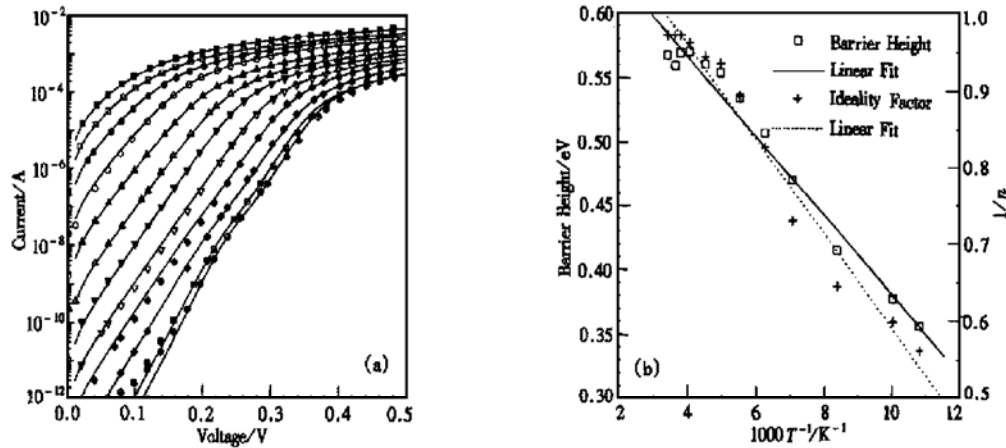 10⁻²
10⁻⁴
10⁻⁶
10⁻⁸
10⁻¹⁰
10⁻¹²
Current/A
0.0 0.1 0.2 0.3 0.4 0.5
Voltage/V
(a)
0.60
0.55
0.50
0.45
0.40
0.35
0.30
Barrier Height/eV
Barrier Height
Linear Fit
Ideality Factor
Linear Fit
(b)
2 4 6 8 10 12
1000 T⁻¹/K⁻¹
1.0
0.9
0.8
0.7
0.6
0.5
1/n